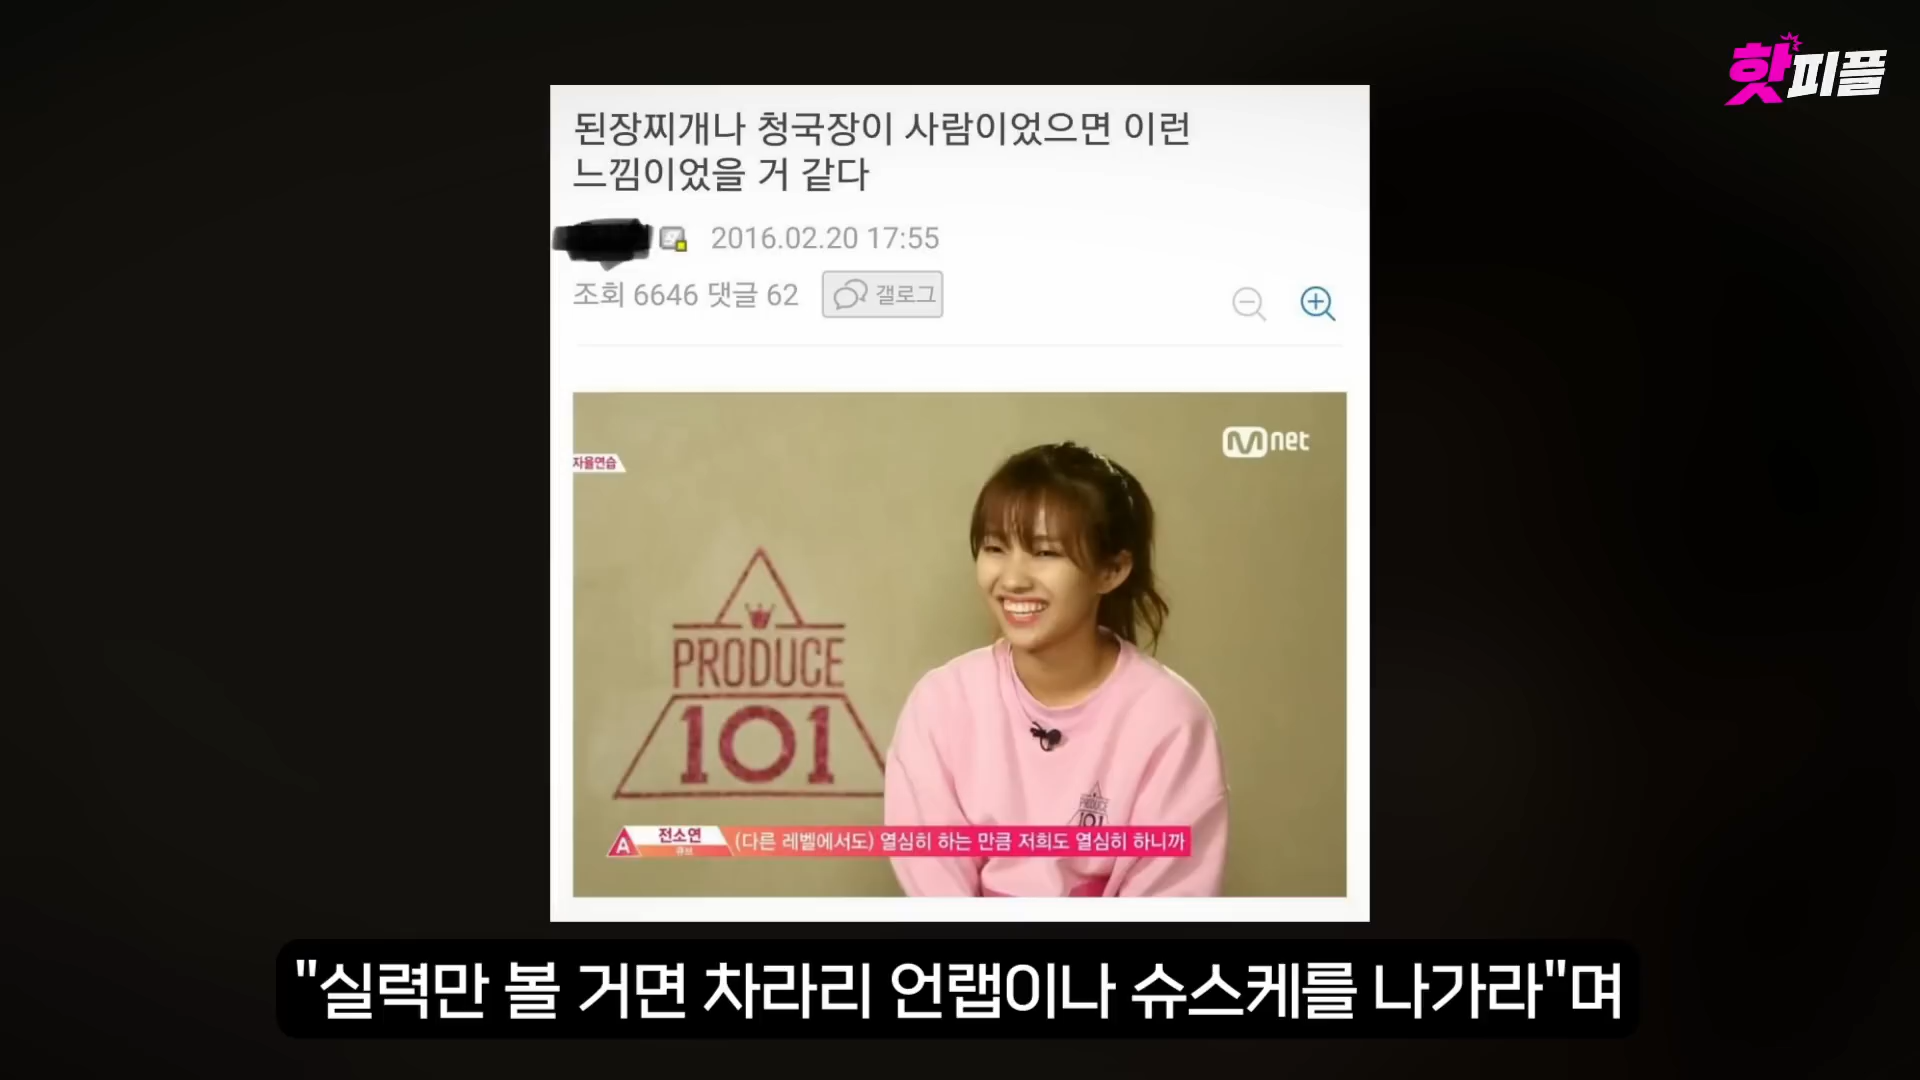 핫피플
된장찌개나 청국장이 사람이었으면 이런
느낌이었을 거 같다
2016.02.20 17:55
조회 6646 댓글 62 갤로그
Mnet
자율연습
PRODUCE
101
PRODUCE
101
A 전소연 (다른 레벨에서도) 열심히 하는 만큼 저희도 열심히 하니까
큐브
"실력만 볼 거면 차라리 언랩이나 슈스케를 나가라"며